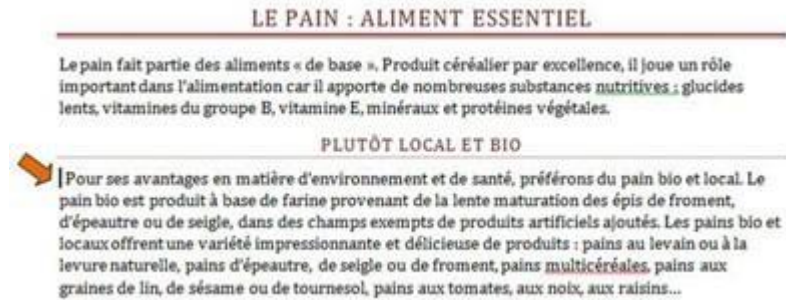 LE PAIN : ALIMENT ESSENTIEL
Le pain fait partie des aliments « de base ». Produit céréalier par excellence, il joue un rôle
important dans l'alimentation car il apporte de nombreuses substances nutritives : glucides
lents, vitamines du groupe B, vitamine E, minéraux et protéines végétales.
PLUTÔT LOCAL ET BIO
Pour ses avantages en matière d'environnement et de santé, préférons du pain bio et local. Le
pain bio est produit à base de farine provenant de la lente maturation des épis de froment,
d'épeautre ou de seigle, dans des champs exempts de produits artificiels ajoutés. Les pains bio et
locaux offrent une variété impressionnante et délicieuse de produits : pains au levain ou à la
levure naturelle, pains d'épeautre, de seigle ou de froment, pains multicéréales, pains aux
graines de lin, de sésame ou de tournesol, pains aux tomates, aux noix, aux raisins...